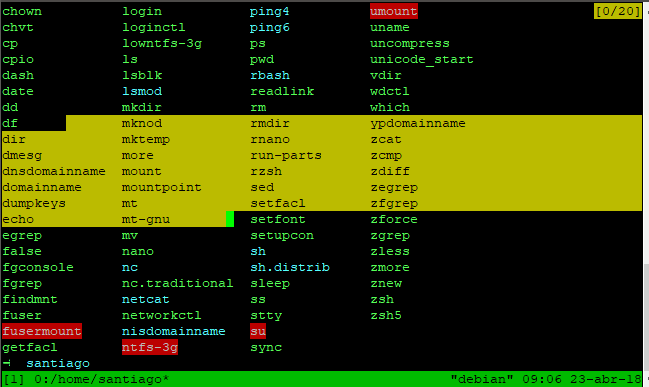 chown login ping4 umount [0/20]
chvt loginctl ping6 uname
cp lowntfs-3g ps uncompress
cpio ls pwd unicode_start
dash lsblk rbash vdir
date lsmod readlink wdctl
dd mkdir rm which
df mknod rmdir ypdomainname
dir mktemp rnano zcat
dmesg more run-parts zcmp
dnsdomainname mount rzsh zdiff
domainname mountpoint sed zegrep
dumpkeys mt setfacl zfgrep
echo mt-gnu setfont zforce
egrep mv setupcon zgrep
false nano sh zless
fgconsole nc sh.distrib zmore
fgrep nc.traditional sleep znew
findmnt netcat ss zsh
fuser networkctl stty zsh5
fusermount nisdomainname su
getfacl ntfs-3g sync
santiago
[1] 0:/home/santiago* "debian" 09:06 23-abr-18